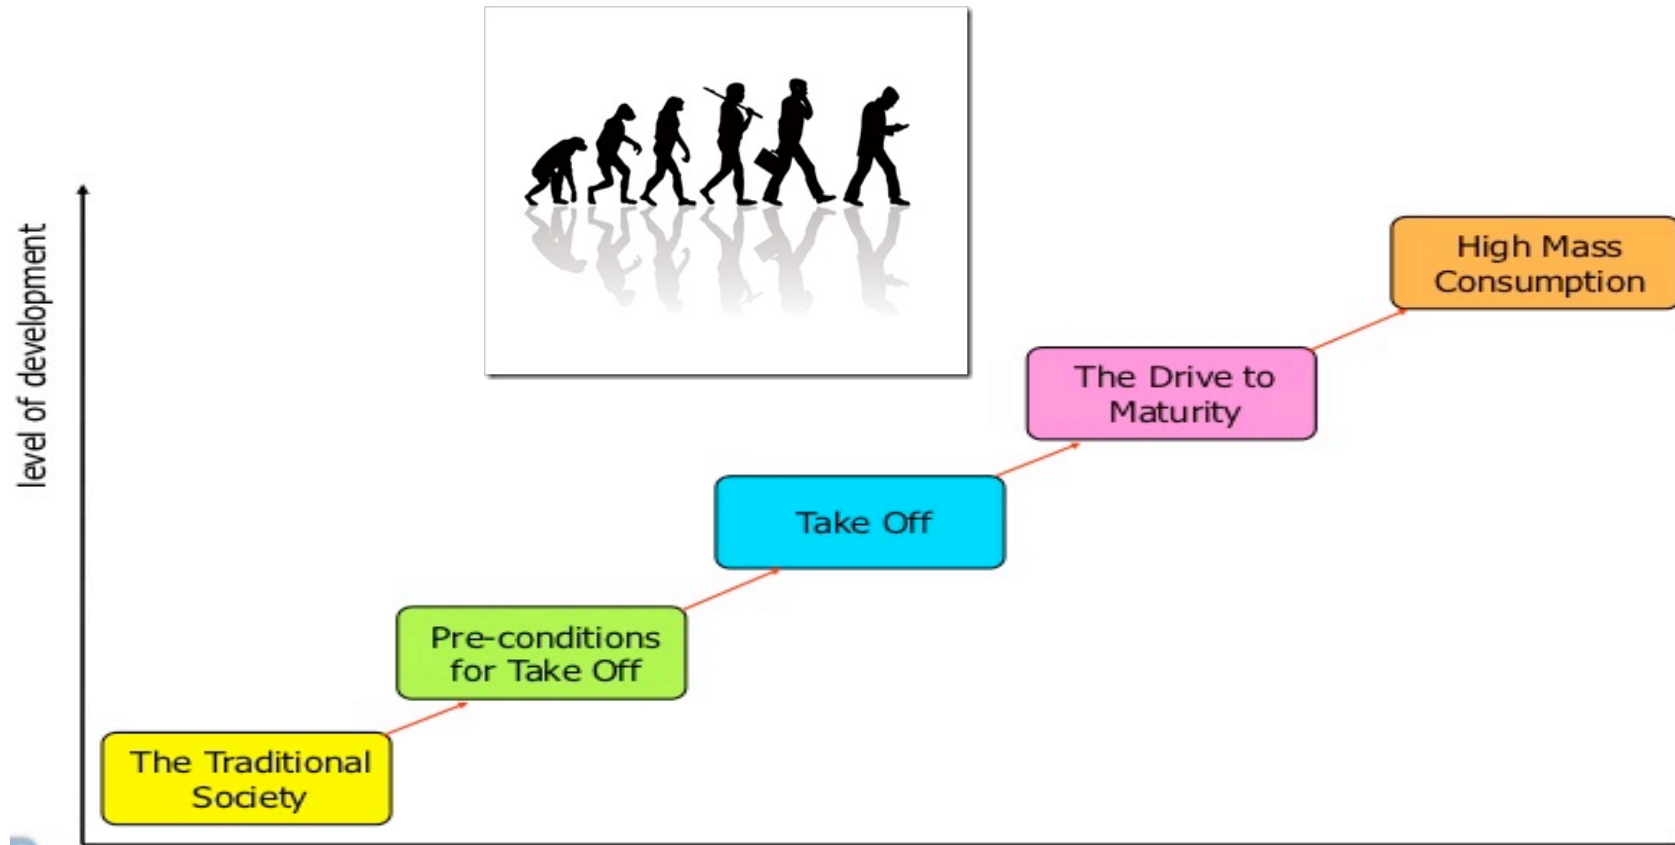 level of development
High Mass
Consumption
The Drive to
Maturity
Take Off
Pre-conditions
for Take Off
The Traditional
Society